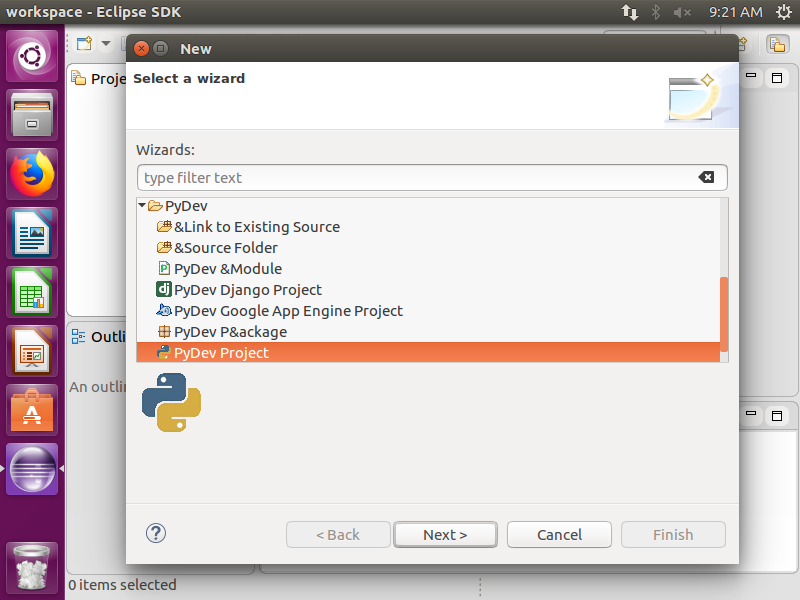 workspace - Eclipse SDK
9:21 AM
New
Proje
Select a wizard
Wizards:
type filter text
PyDev
&Link to Existing Source
&Source Folder
PyDev &Module
dj PyDev Django Project
PyDev Google App Engine Project
PyDev P&ackage
PyDev Project
Outli
An outlin
< Back
Next >
Cancel
Finish
0 items selected